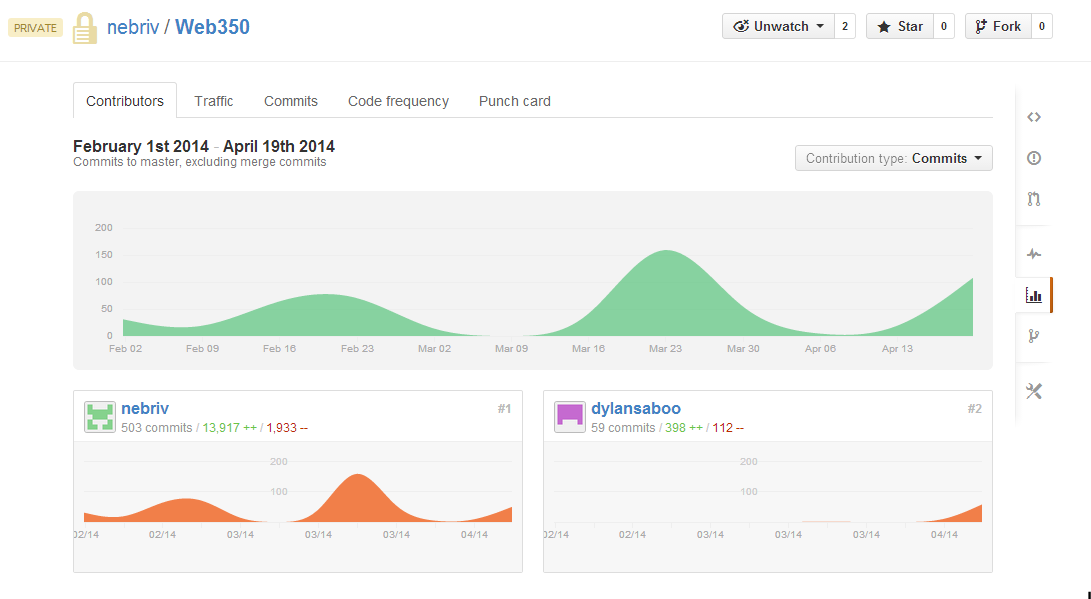 PRIVATE nebriv / Web350 Unwatch 2 Star 0 Fork 0
Contributors Traffic Commits Code frequency Punch card
February 1st 2014 - April 19th 2014
Commits to master, excluding merge commits
Contribution type: Commits
200
150
100
50
0
Feb 02 Feb 09 Feb 16 Feb 23 Mar 02 Mar 09 Mar 16 Mar 23 Mar 30 Apr 06 Apr 13
nebriv #1
503 commits / 13,917 ++ / 1,933 --
200
100
02/14 02/14 03/14 03/14 03/14 04/14
dylansaboo #2
59 commits / 398 ++ / 112 --
200
100
02/14 02/14 03/14 03/14 03/14 04/14